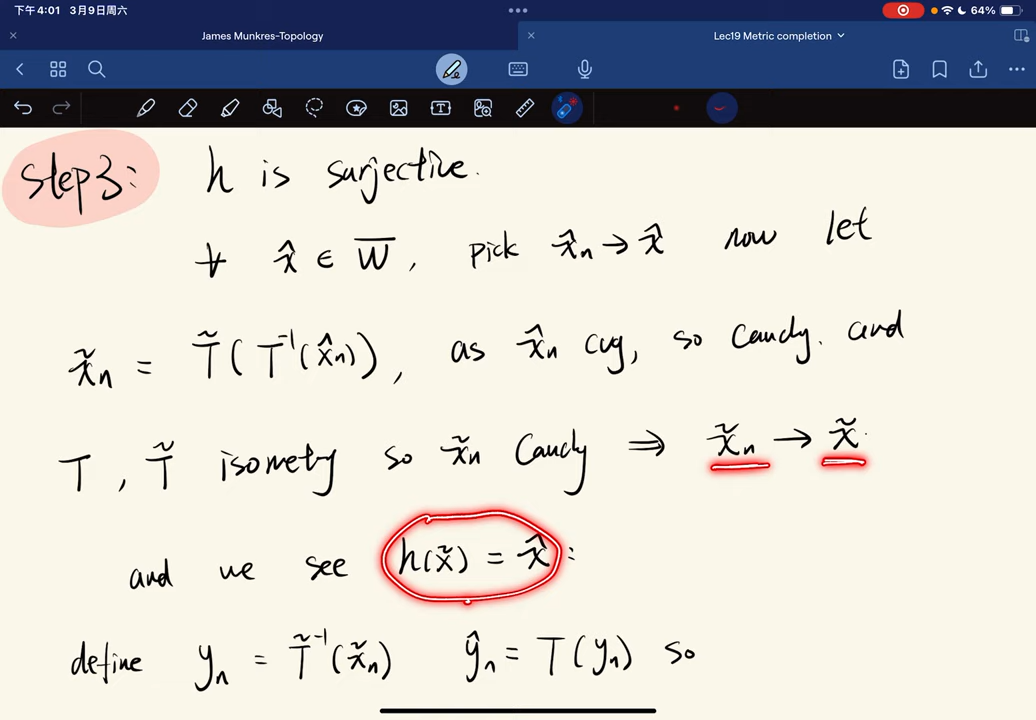 下午4:01 3月9日周六
64%
James Munkres-Topology
Lec19 Metric completion
Step3: h is surjective.
∀ x̂ ∈ W̅, pick x̂n → x̂ now let
x̃n = T̃(T⁻¹(x̂n)), as x̂n cvg, so Cauchy. and
T, T̃ isometry so x̃n Cauchy ⇒ x̃n → x̃.
and we see h(x̃) = x̂ :
define yn = T̃⁻¹(x̃n) ŷn = T(yn) so